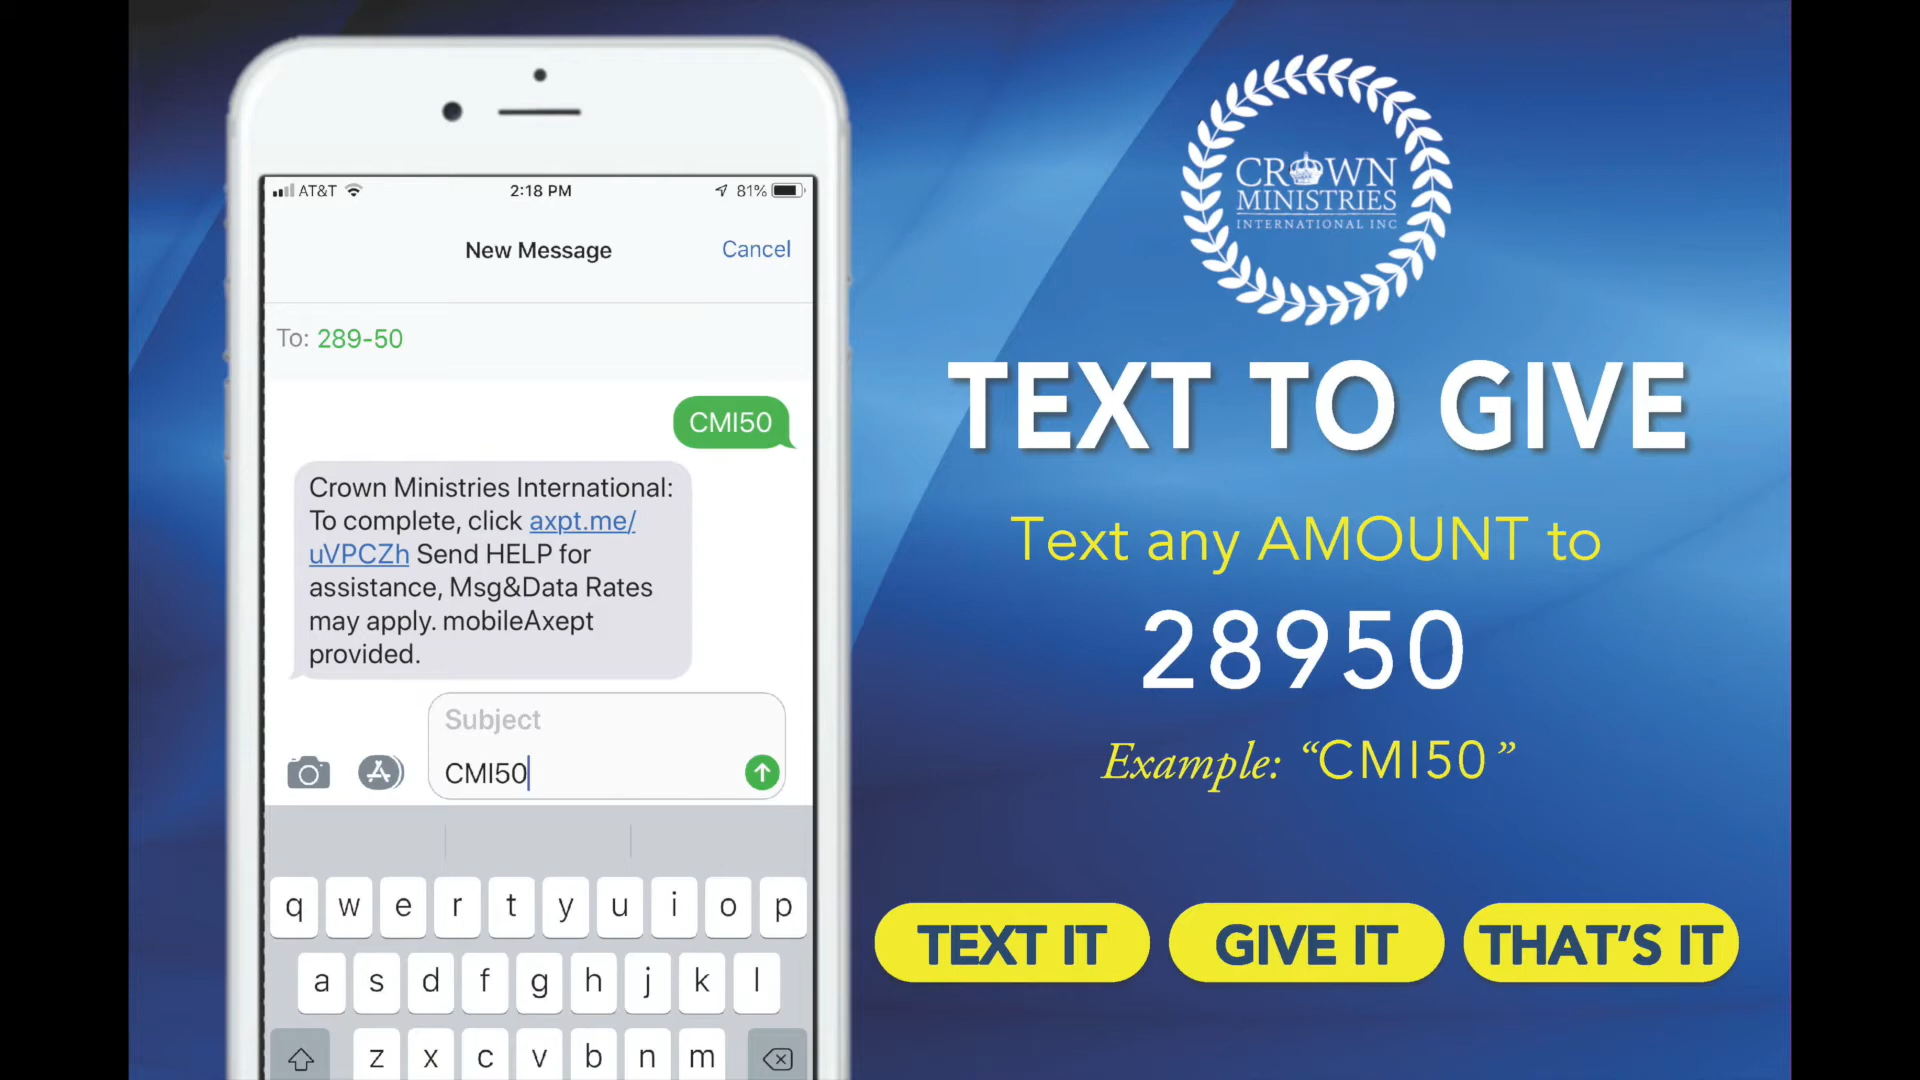 AT&T 2:18 PM 81%
New Message Cancel
To: 289-50
CMI50
Crown Ministries International:
To complete, click axpt.me/
uVPCZh Send HELP for
assistance, Msg&Data Rates
may apply. mobileAxept
provided.
Subject
CMI50
q w e r t y u i o p
a s d f g h j k l
z x c v b n m
CROWN
MINISTRIES
INTERNATIONAL INC
TEXT TO GIVE
Text any AMOUNT to
28950
Example: “CMI50”
TEXT IT GIVE IT THAT’S IT